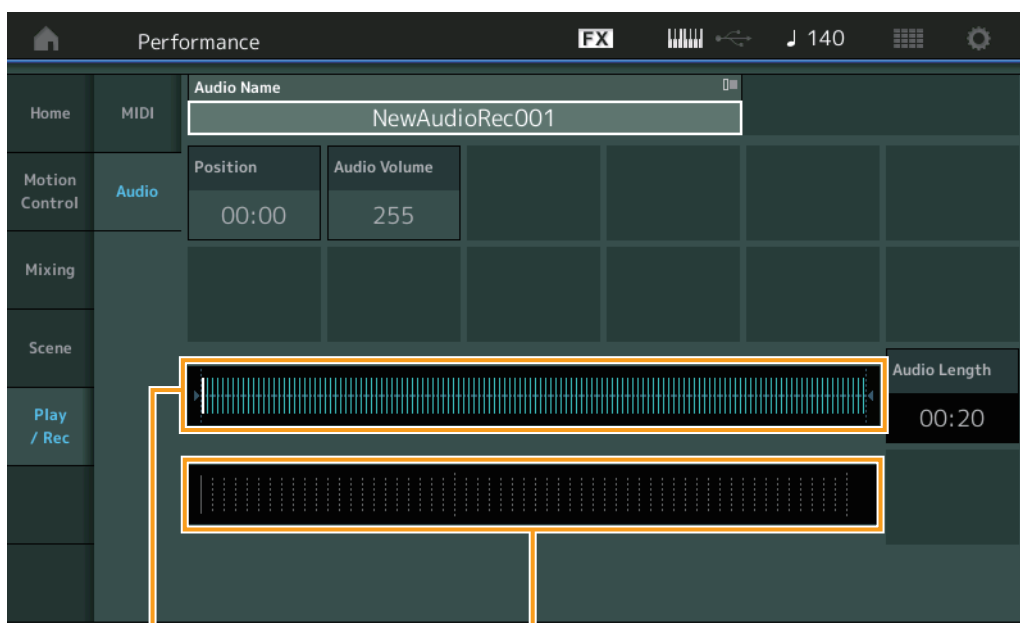 Performance
FX
♩ 140
Home
MIDI
Audio Name
NewAudioRec001
Motion
Control
Audio
Position
00:00
Audio Volume
255
Mixing
Scene
Play
/ Rec
Audio Length
00:20